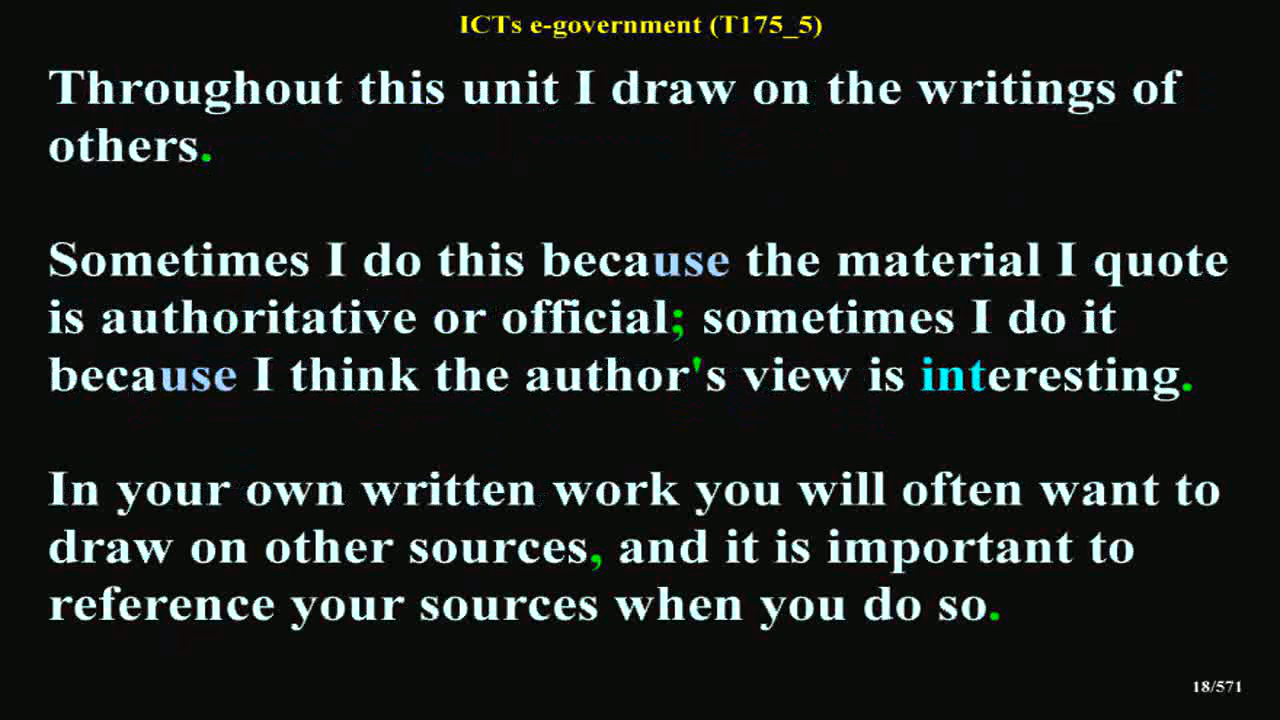 ICTs e-government (T175_5)
Throughout this unit I draw on the writings of
others.
Sometimes I do this because the material I quote
is authoritative or official; sometimes I do it
because I think the author's view is interesting.
In your own written work you will often want to
draw on other sources, and it is important to
reference your sources when you do so.
18/571